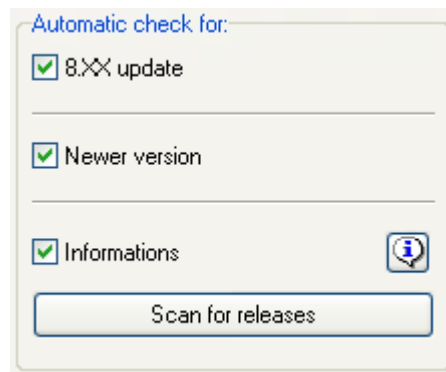 Automatic check for:
8.XX update
Newer version
Informations
Scan for releases